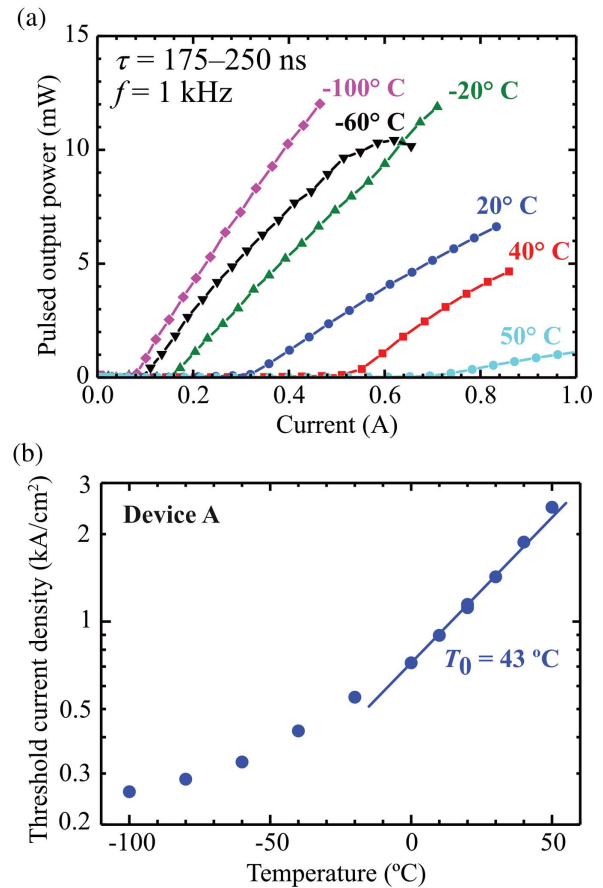 (a)
15
10
5
0
Pulsed output power (mW)
τ = 175–250 ns
f = 1 kHz
-100° C
-60° C
-20° C
20° C
40° C
50° C
0.0 0.2 0.4 0.6 0.8 1.0
Current (A)
(b)
3
2
1
0.5
0.3
0.2
Threshold current density (kA/cm²)
Device A
T₀ = 43 ºC
-100 -50 0 50
Temperature (ºC)